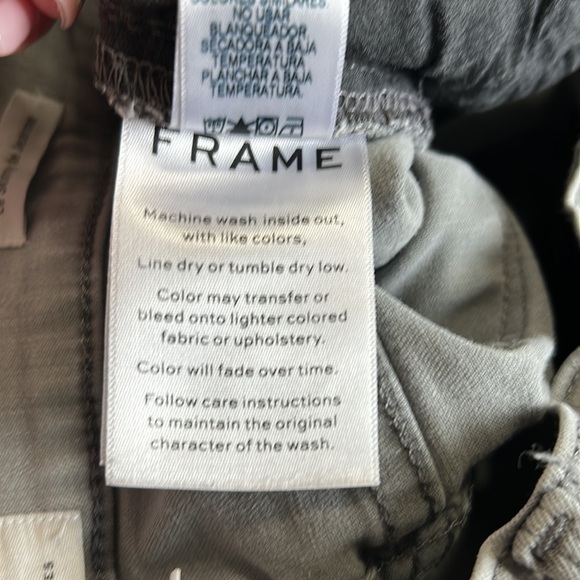 COLORES SIMILARES.
NO USAR
BLANQUEADOR
SECADORA A BAJA
TEMPERATURA
PLANCHAR A BAJA
TEMPERATURA.
FRAME
Machine wash inside out,
with like colors,
Line dry or tumble dry low.
Color may transfer or
bleed onto lighter colored
fabric or upholstery.
Color will fade over time.
Follow care instructions
to maintain the original
character of the wash.